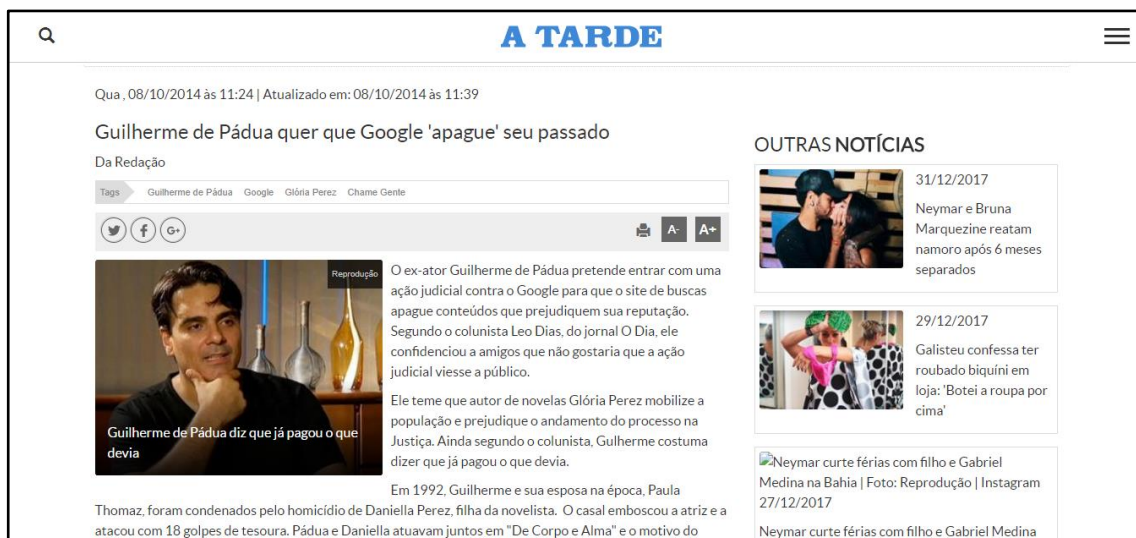 A TARDE
Qua , 08/10/2014 às 11:24 | Atualizado em: 08/10/2014 às 11:39
Guilherme de Pádua quer que Google 'apague' seu passado
Da Redação
Tags
Guilherme de Pádua Google Glória Perez Chame Gente
G+
A-
A+
Reprodução
Guilherme de Pádua diz que já pagou o que
devia
O ex-ator Guilherme de Pádua pretende entrar com uma
ação judicial contra o Google para que o site de buscas
apague conteúdos que prejudiquem sua reputação.
Segundo o colunista Leo Dias, do jornal O Dia, ele
confidenciou a amigos que não gostaria que a ação
judicial viesse a público.
Ele teme que autor de novelas Glória Perez mobilize a
população e prejudique o andamento do processo na
Justiça. Ainda segundo o colunista, Gulherme costuma
dizer que já pagou o que devia.
Em 1992, Guilherme e sua esposa na época, Paula
Thomaz, foram condenados pelo homicídio de Daniella Perez, filha da novelista. O casal emboscou a atriz e a
atacou com 18 golpes de tesoura. Pádua e Daniella atuavam juntos em "De Corpo e Alma" e o motivo do
OUTRAS NOTÍCIAS
31/12/2017
Neymar e Bruna
Marquezine reatam
namoro após 6 meses
separados
29/12/2017
Galisteu confessa ter
roubado biquíni em
loja: 'Botei a roupa por
cima'
Neymar curte férias com filho e Gabriel
Medina na Bahia | Foto: Reprodução | Instagram
27/12/2017
Neymar curte férias com filho e Gabriel Medina